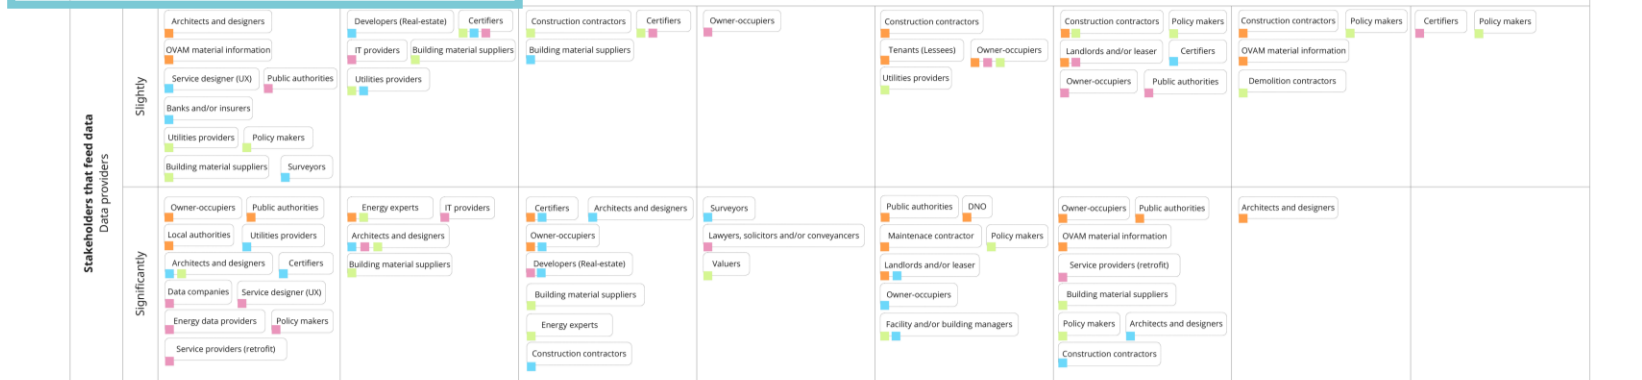 Stakeholders that feed data
Data providers
Slightly
Architects and designers
OVAM material information
Service designer (UX)
Public authorities
Banks and/or insurers
Utilities providers
Policy makers
Building material suppliers
Surveyors
Developers (Real-estate)
Certifiers
IT providers
Building material suppliers
Utilities providers
Construction contractors
Certifiers
Building material suppliers
Owner-occupiers
Construction contractors
Tenants (Lessees)
Owner-occupiers
Utilities providers
Construction contractors
Policy makers
Landlords and/or leaser
Certifiers
Owner-occupiers
Public authorities
Construction contractors
Policy makers
OVAM material information
Demolition contractors
Certifiers
Policy makers
Significantly
Owner-occupiers
Public authorities
Local authorities
Utilities providers
Architects and designers
Certifiers
Data companies
Service designer (UX)
Energy data providers
Policy makers
Service providers (retrofit)
Energy experts
IT providers
Architects and designers
Building material suppliers
Certifiers
Architects and designers
Owner-occupiers
Developers (Real-estate)
Building material suppliers
Energy experts
Construction contractors
Surveyors
Lawyers, solicitors and/or conveyancers
Valuers
Public authorities
DNO
Maintenace contractor
Policy makers
Landlords and/or leaser
Owner-occupiers
Facility and/or building managers
Owner-occupiers
Public authorities
OVAM material information
Service providers (retrofit)
Building material suppliers
Policy makers
Architects and designers
Construction contractors
Architects and designers